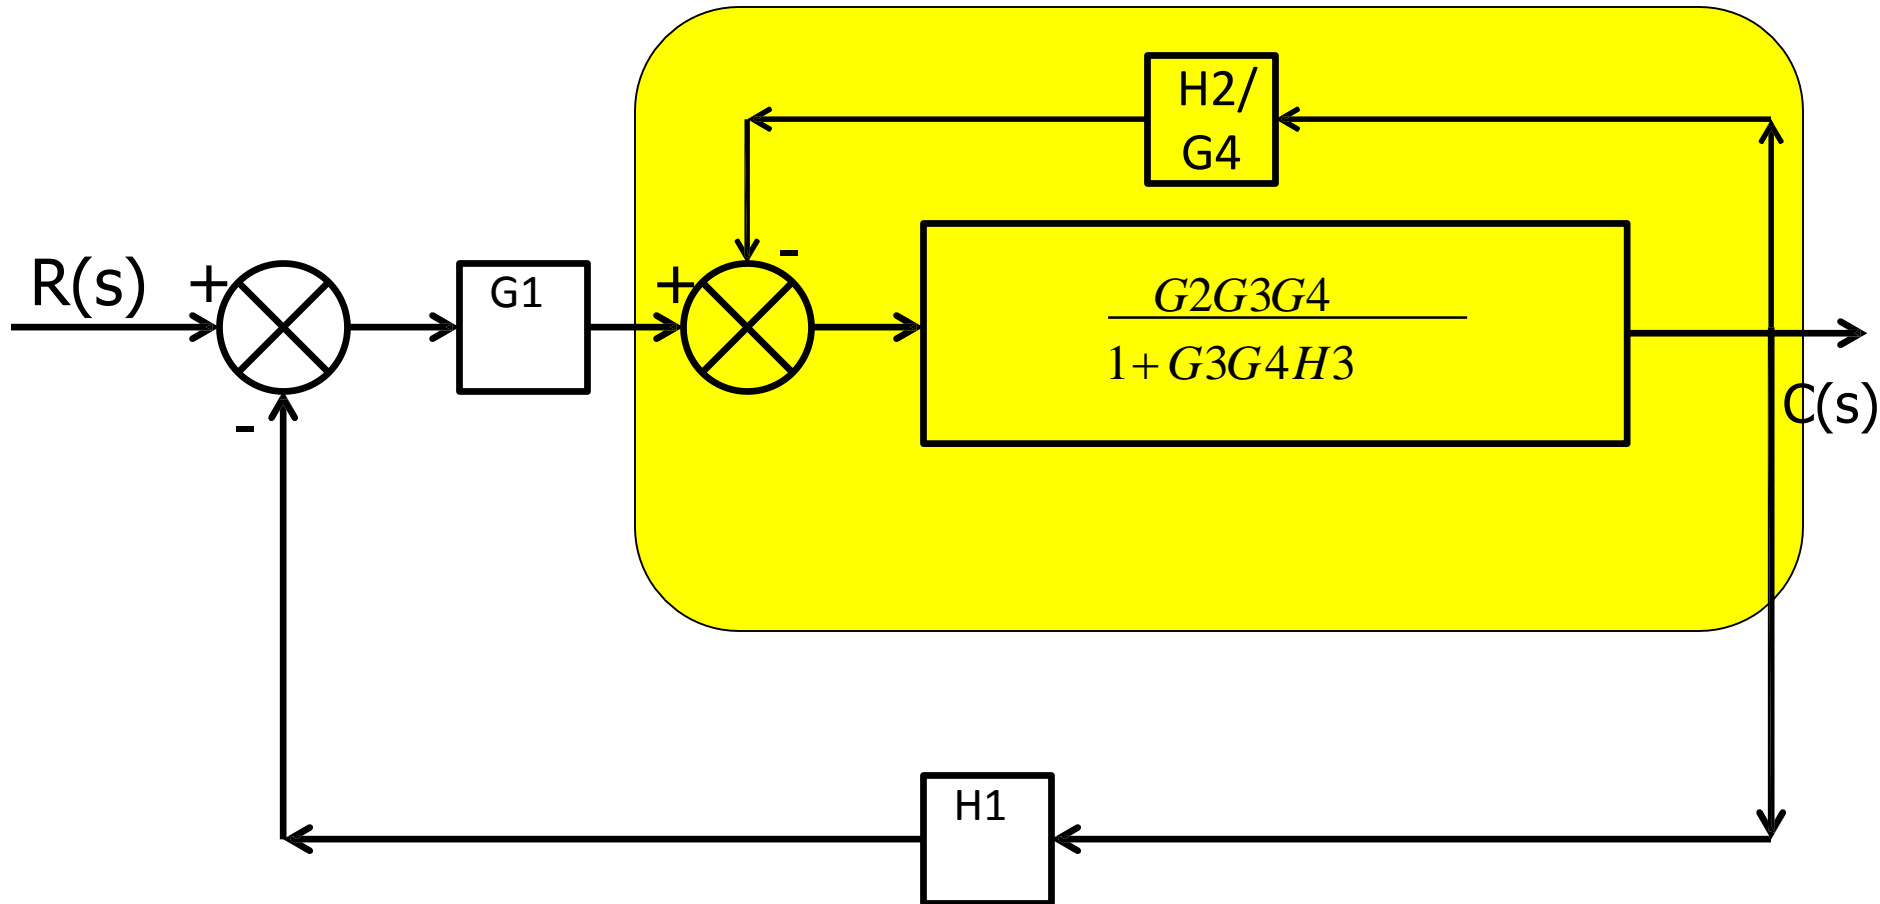 H2/
G4
R(s)
+
G1
+
-
G2G3G4
1+G3G4H3
C(s)
-
H1